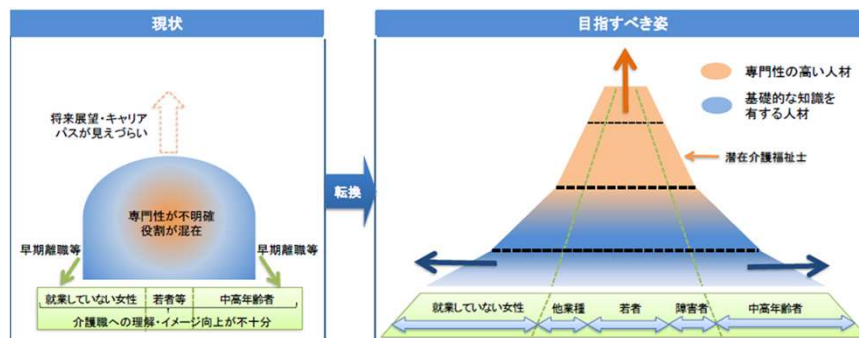 現状
将来展望・キャリア
パスが見えづらい
専門性が不明確
役割が混在
早期離職等
早期離職等
就業していない女性
若者等
中高年齢者
介護職への理解・イメージ向上が不十分
転換
目指すべき姿
専門性の高い人材
基礎的な知識を
有する人材
潜在介護福祉士
就業していない女性
他業種
若者
障害者
中高年齢者